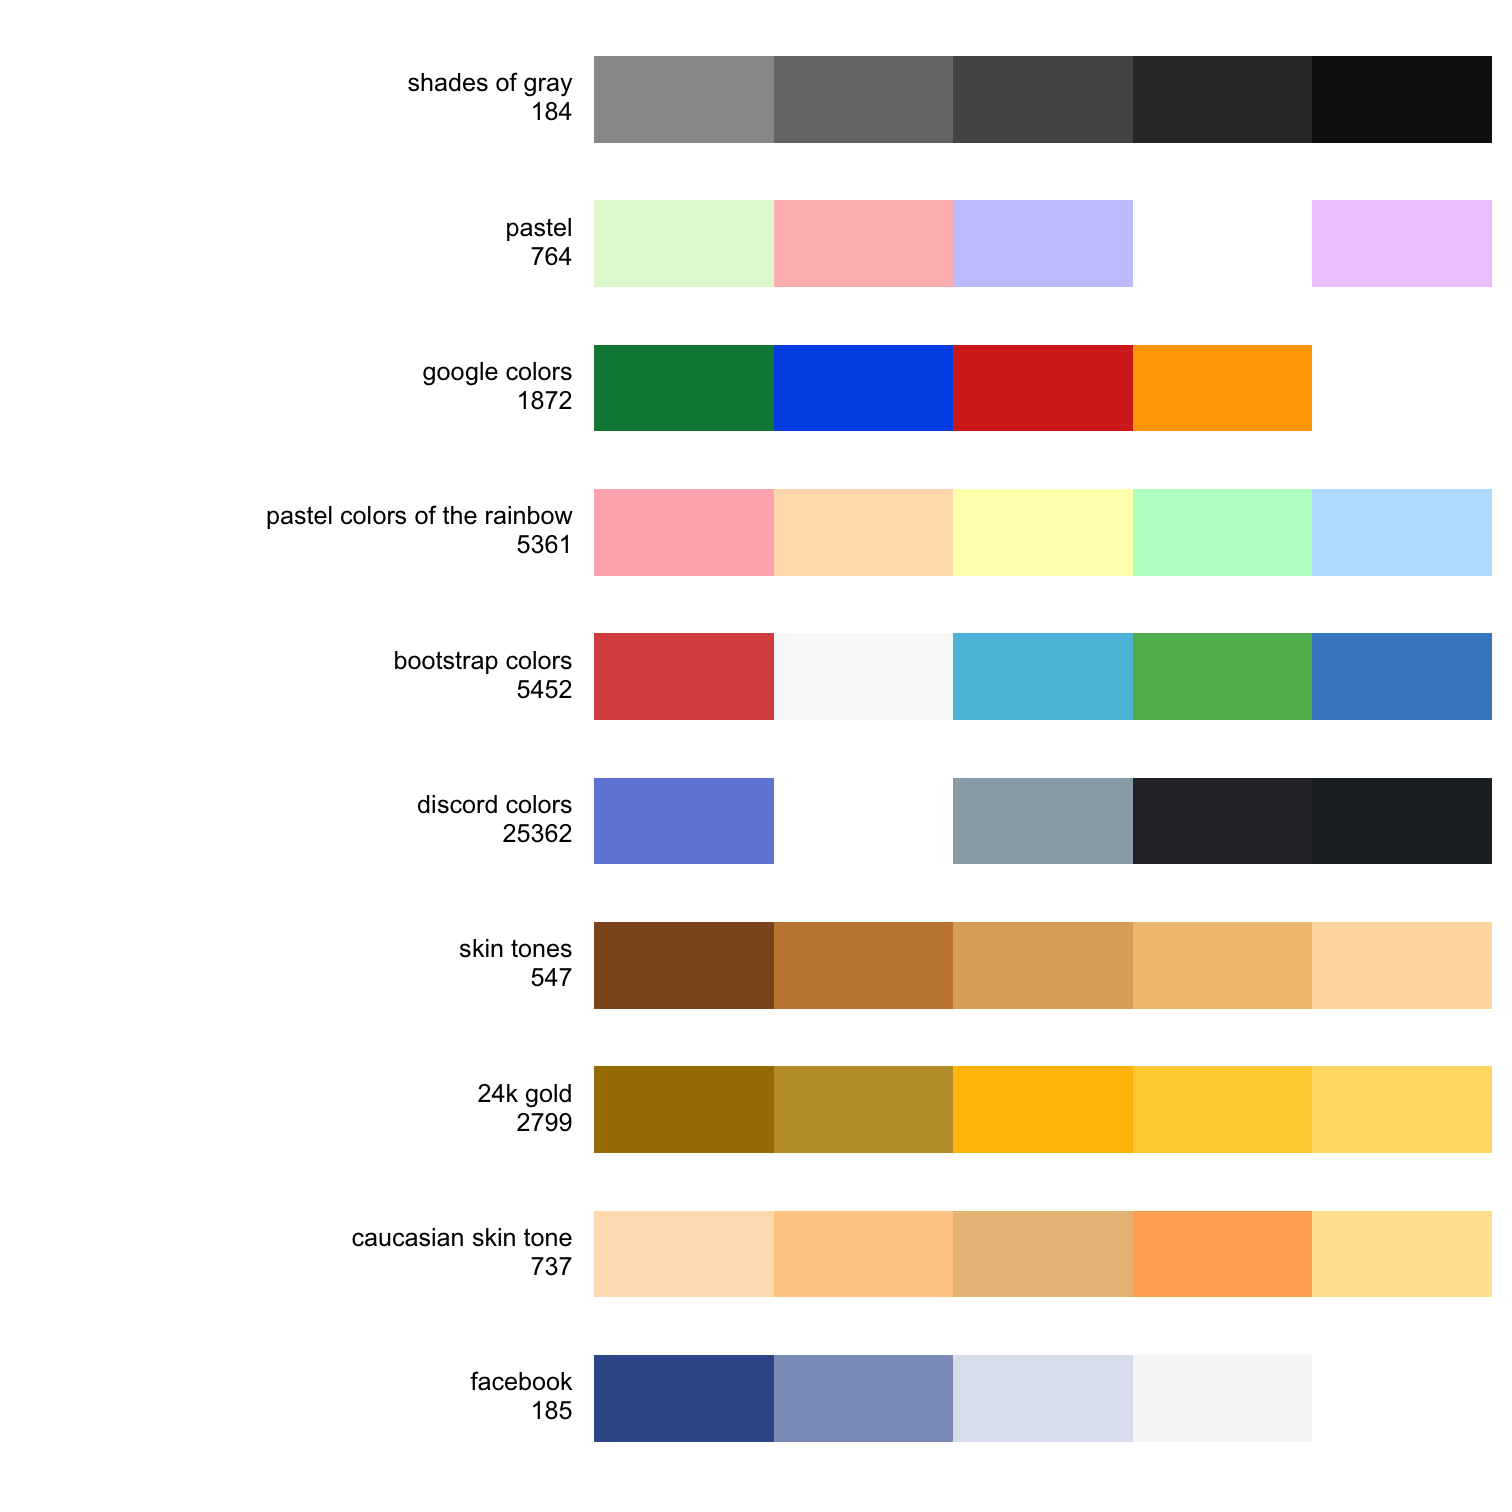 shades of gray
184
pastel
764
google colors
1872
pastel colors of the rainbow
5361
bootstrap colors
5452
discord colors
25362
skin tones
547
24k gold
2799
caucasian skin tone
737
facebook
185